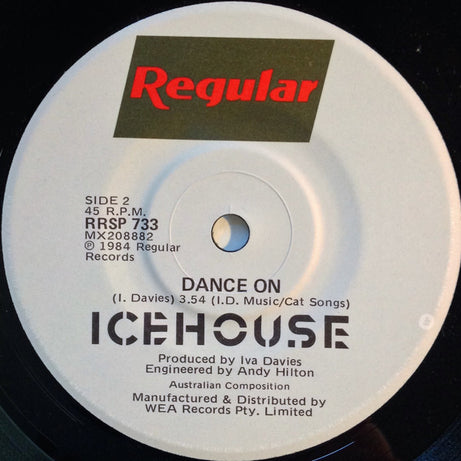 Regular
SIDE 2
45 R.P.M.
RRSP 733
MX208882
Ⓟ 1984 Regular
Records
DANCE ON
(I. Davies) 3.54 (I.D. Music/Cat Songs)
ICEHOUSE
Produced by Iva Davies
Engineered by Andy Hilton
Australian Composition
Manufactured & Distributed by
WEA Records Pty. Limited